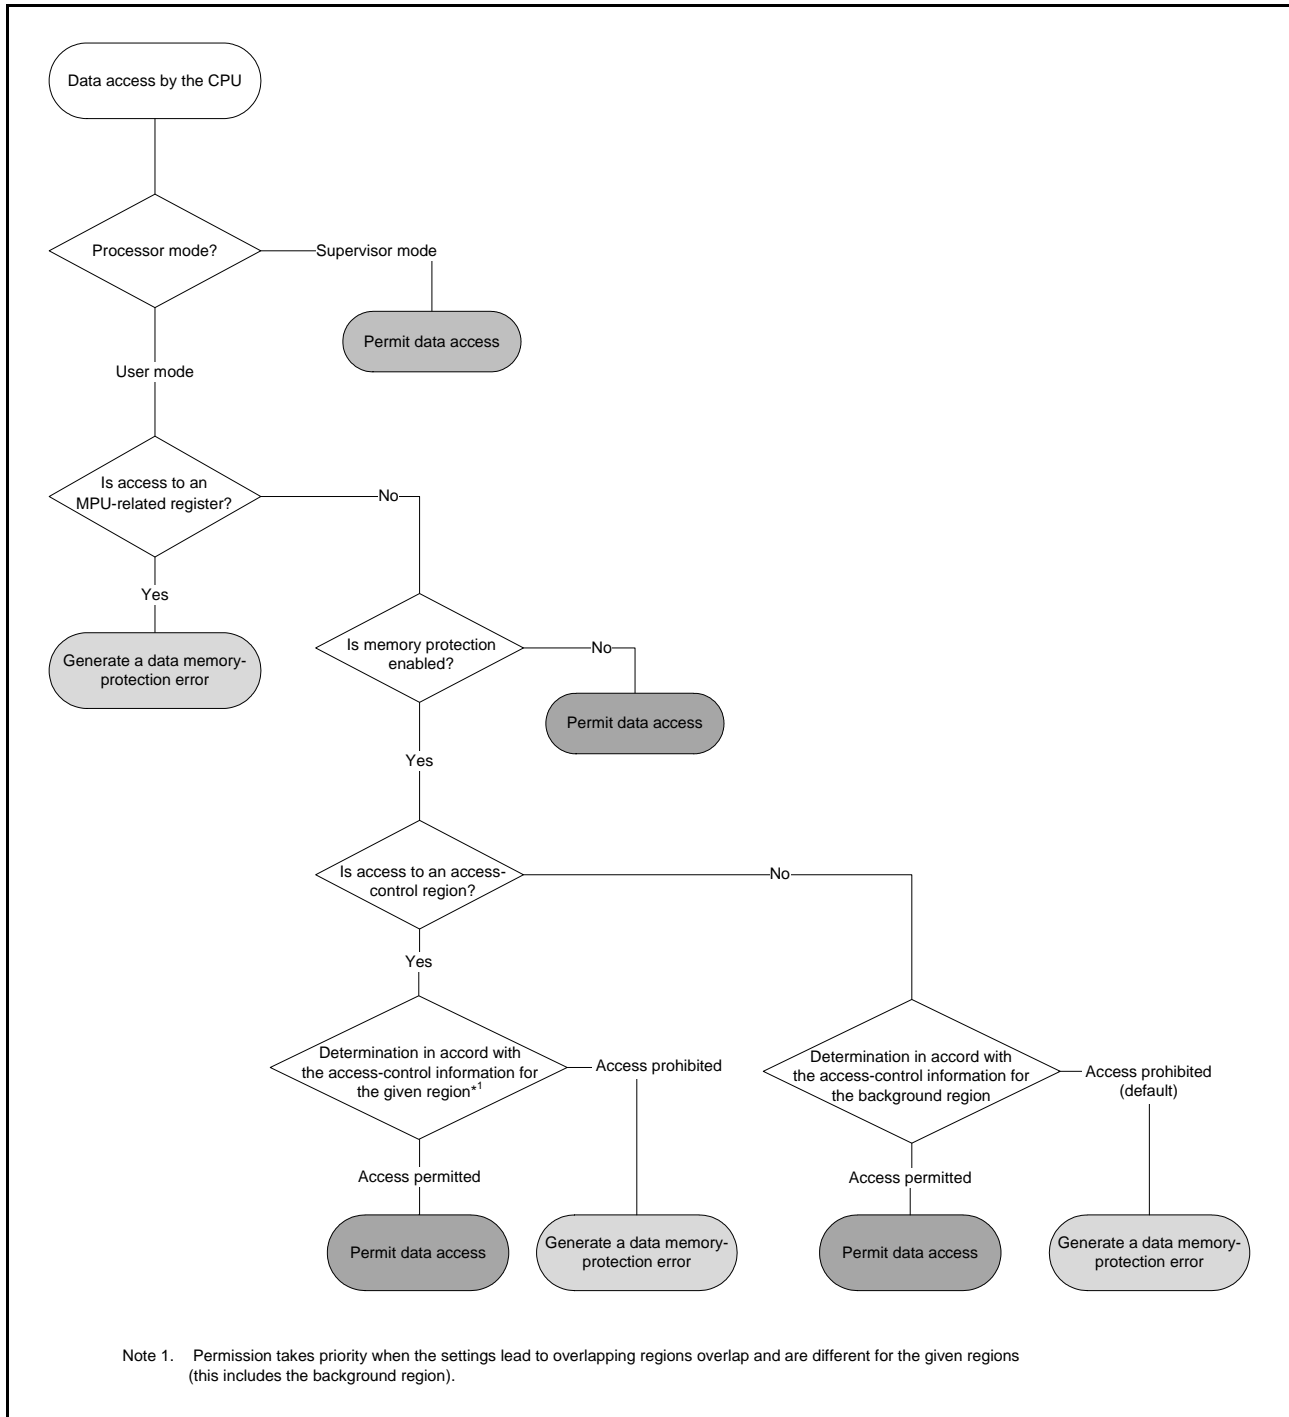 Data access by the CPU
Processor mode?
Supervisor mode
Permit data access
User mode
Is access to an
MPU-related register?
No
Yes
Generate a data memory-
protection error
Is memory protection
enabled?
No
Permit data access
Yes
Is access to an access-
control region?
No
Yes
Determination in accord with
the access-control information for
the given region*1
Access prohibited
Determination in accord with
the access-control information for
the background region
Access prohibited
(default)
Access permitted
Access permitted
Permit data access
Generate a data memory-
protection error
Permit data access
Generate a data memory-
protection error
Note 1. Permission takes priority when the settings lead to overlapping regions overlap and are different for the given regions
(this includes the background region).